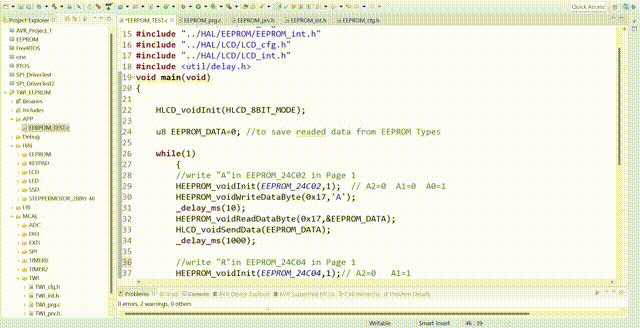 Quick Access
Project Explorer
*EEPROM_TEST.c
EEPROM_prg.c
EEPROM_prv.h
EEPROM_int.h
EEPROM_cfg.h
AVR_Project_1
EEPROM
FreeRTOS
one
RTOS
SPI_DriverTest
SPI_DriverTest2
TWI_EEPROM
Binaries
Includes
APP
EEPROM_TEST.c
Debug
HAL
EEPROM
KEYPAD
LCD
LED
SSD
STEPPERMOTOR_28BYJ-48
LIB
MCAL
ADC
DIO
EXTI
SPI
TIMER0
TIMER2
TWI
TWI_cfg.h
TWI_int.h
TWI_prg.c
TWI_prv.h
15 #include "../HAL/EEPROM/EEPROM_int.h"
16 #include "../HAL/LCD/LCD_cfg.h"
17 #include "../HAL/LCD/LCD_int.h"
18 #include <util/delay.h>
19 void main(void)
20 {
21
22 HLCD_voidInit(HLCD_8BIT_MODE);
23
24 u8 EEPROM_DATA=0; //to save readed data from EEPROM Types
25
26 while(1)
27 {
28 //write "A"in EEPROM_24C02 in Page 1
29 HEEPROM_voidInit(EEPROM_24C02,1); // A2=0 A1=0 A0=1
30 HEEPROM_voidWriteDataByte(0x17,'A');
31 _delay_ms(10);
32 HEEPROM_voidReadDataByte(0x17,&EEPROM_DATA);
33 HLCD_voidSendData(EEPROM_DATA);
34 _delay_ms(1000);
35
36 //write "R"in EEPROM_24C04 in Page 1
37 HEEPROM_voidInit(EEPROM_24C04,1);// A2=0 A1=1
Problems
Console
AVR Device Explorer
AVR Supported MCUs
Call Hierarchy
Problem Details
0 errors, 2 warnings, 0 others
Writable
Smart Insert
46 : 39